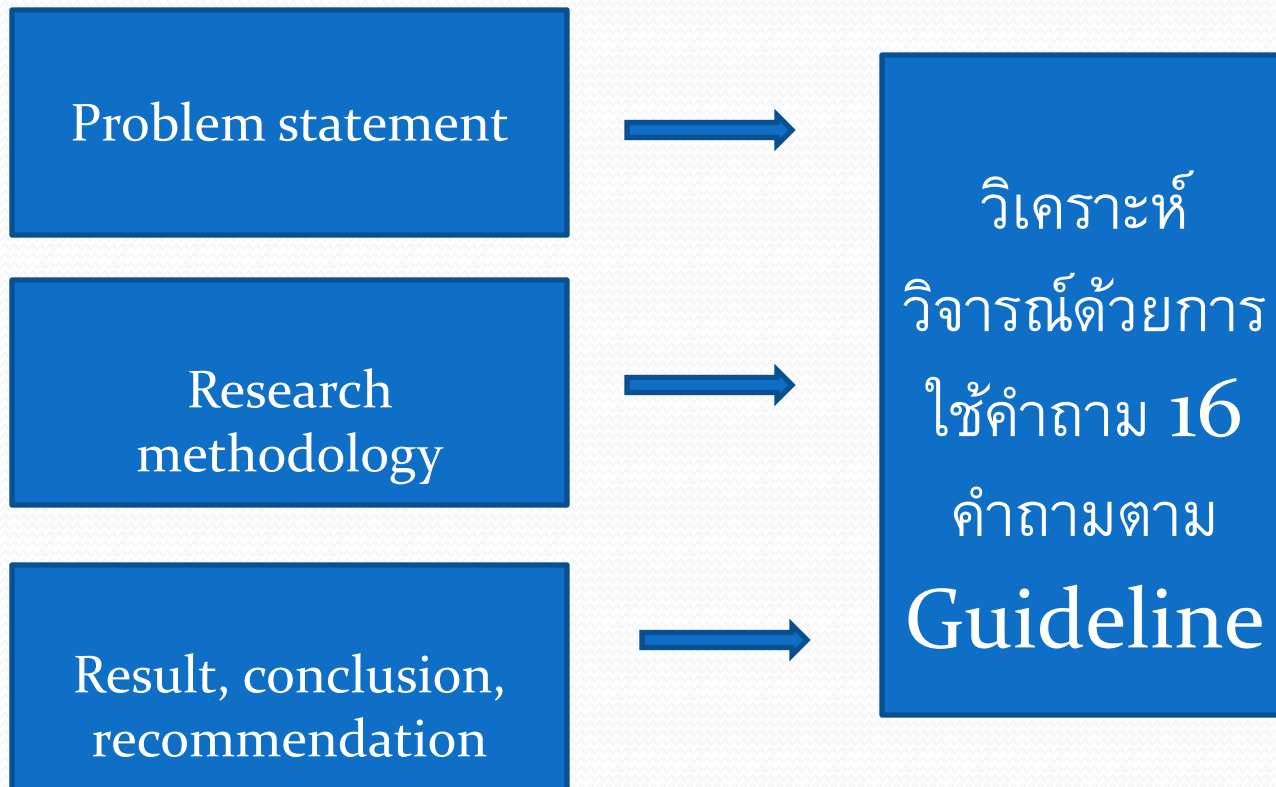 Problem statement
Research
methodology
Result, conclusion,
recommendation
วิเคราะห์
วิจารณ์ด้วยการ
ใช้คำถาม 16
คำถามตาม
Guideline